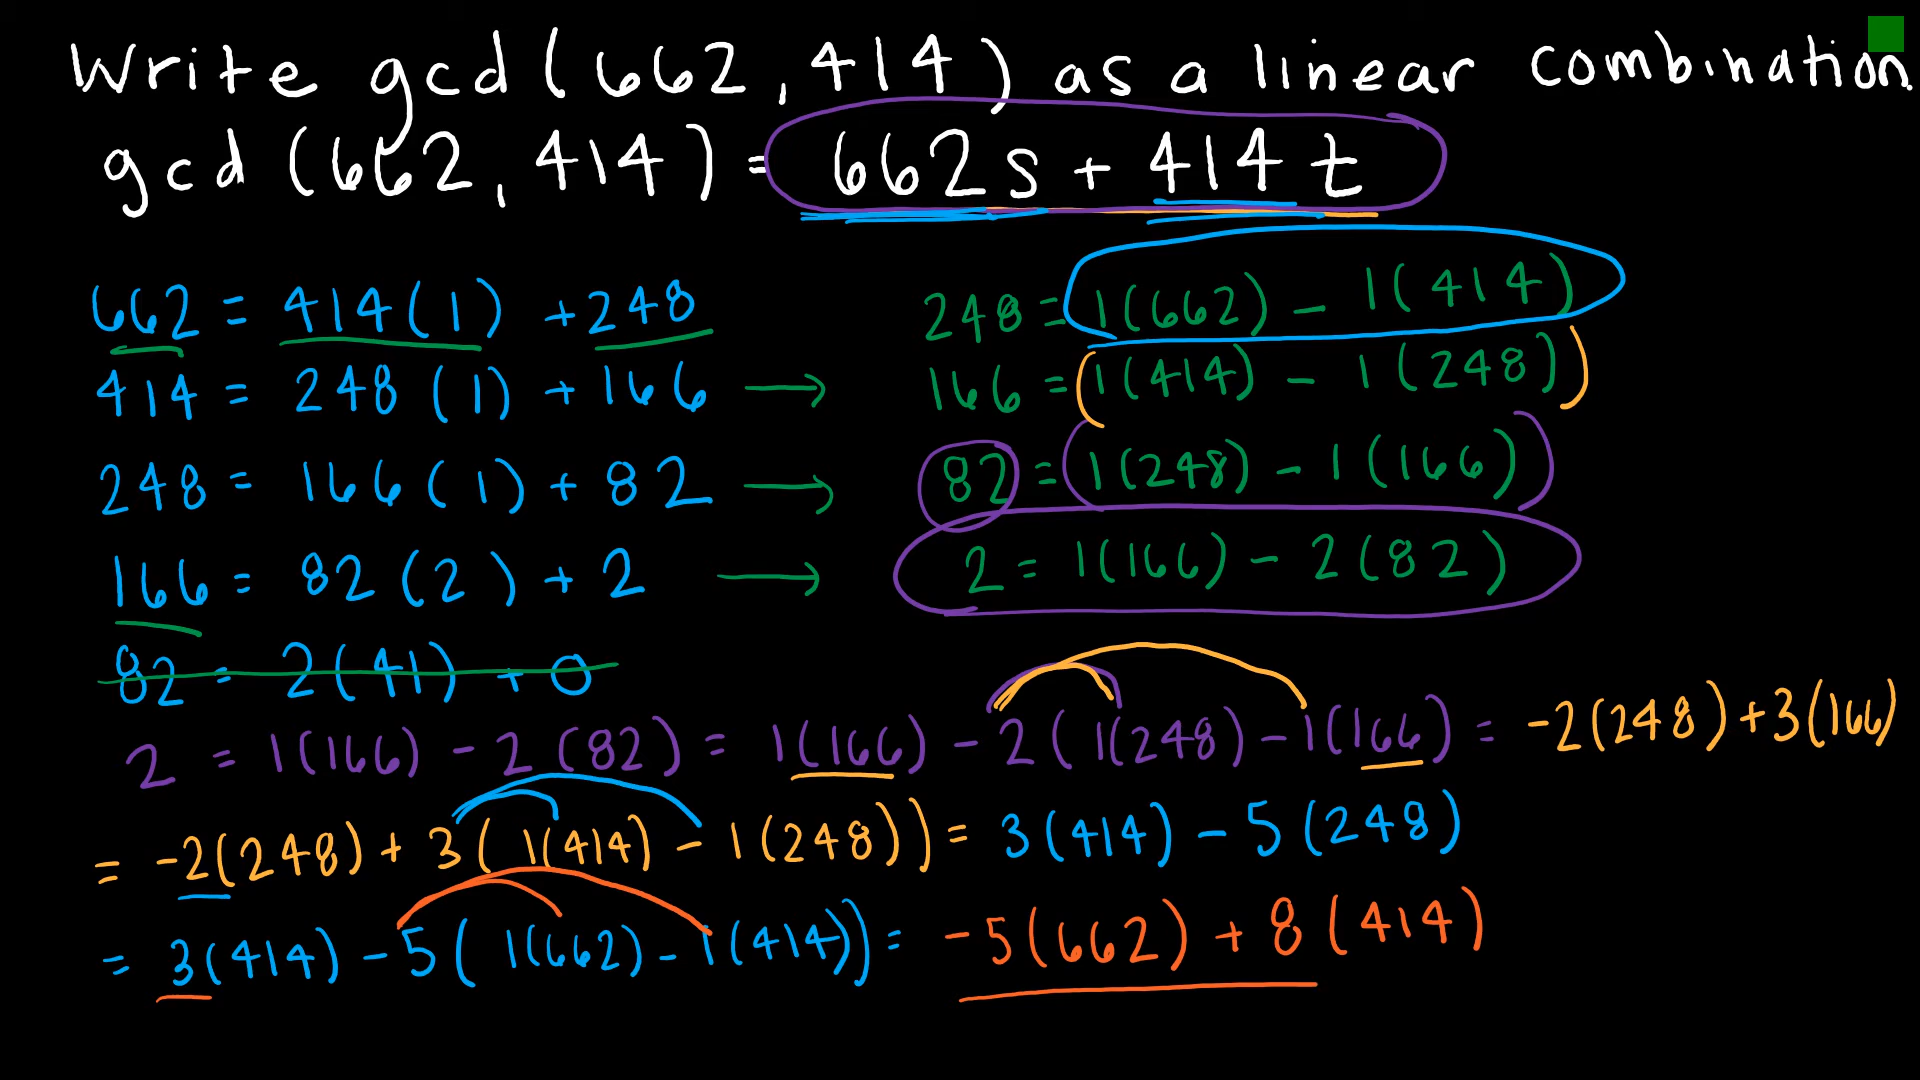 Write gcd(662,414) as a linear combination.
gcd (662,414) = 662s + 414t
662 = 414(1) + 248
248 = 1(662) - 1(414)
414 = 248 (1) + 166 → 166 = (1(414) - 1(248))
248 = 166(1) + 82 → 82 = (1(248) - 1(166))
166 = 82(2) + 2 → 2 = 1(166) - 2(82)
82 = 2(41) + 0
2 = 1(166) - 2(82) = 1(166) - 2(1(248) - 1(166)) = -2(248) + 3(166)
= -2(248) + 3(1(414) - 1(248)) = 3(414) - 5(248)
= 3(414) - 5(1(662) - 1(414)) = -5(662) + 8(414)